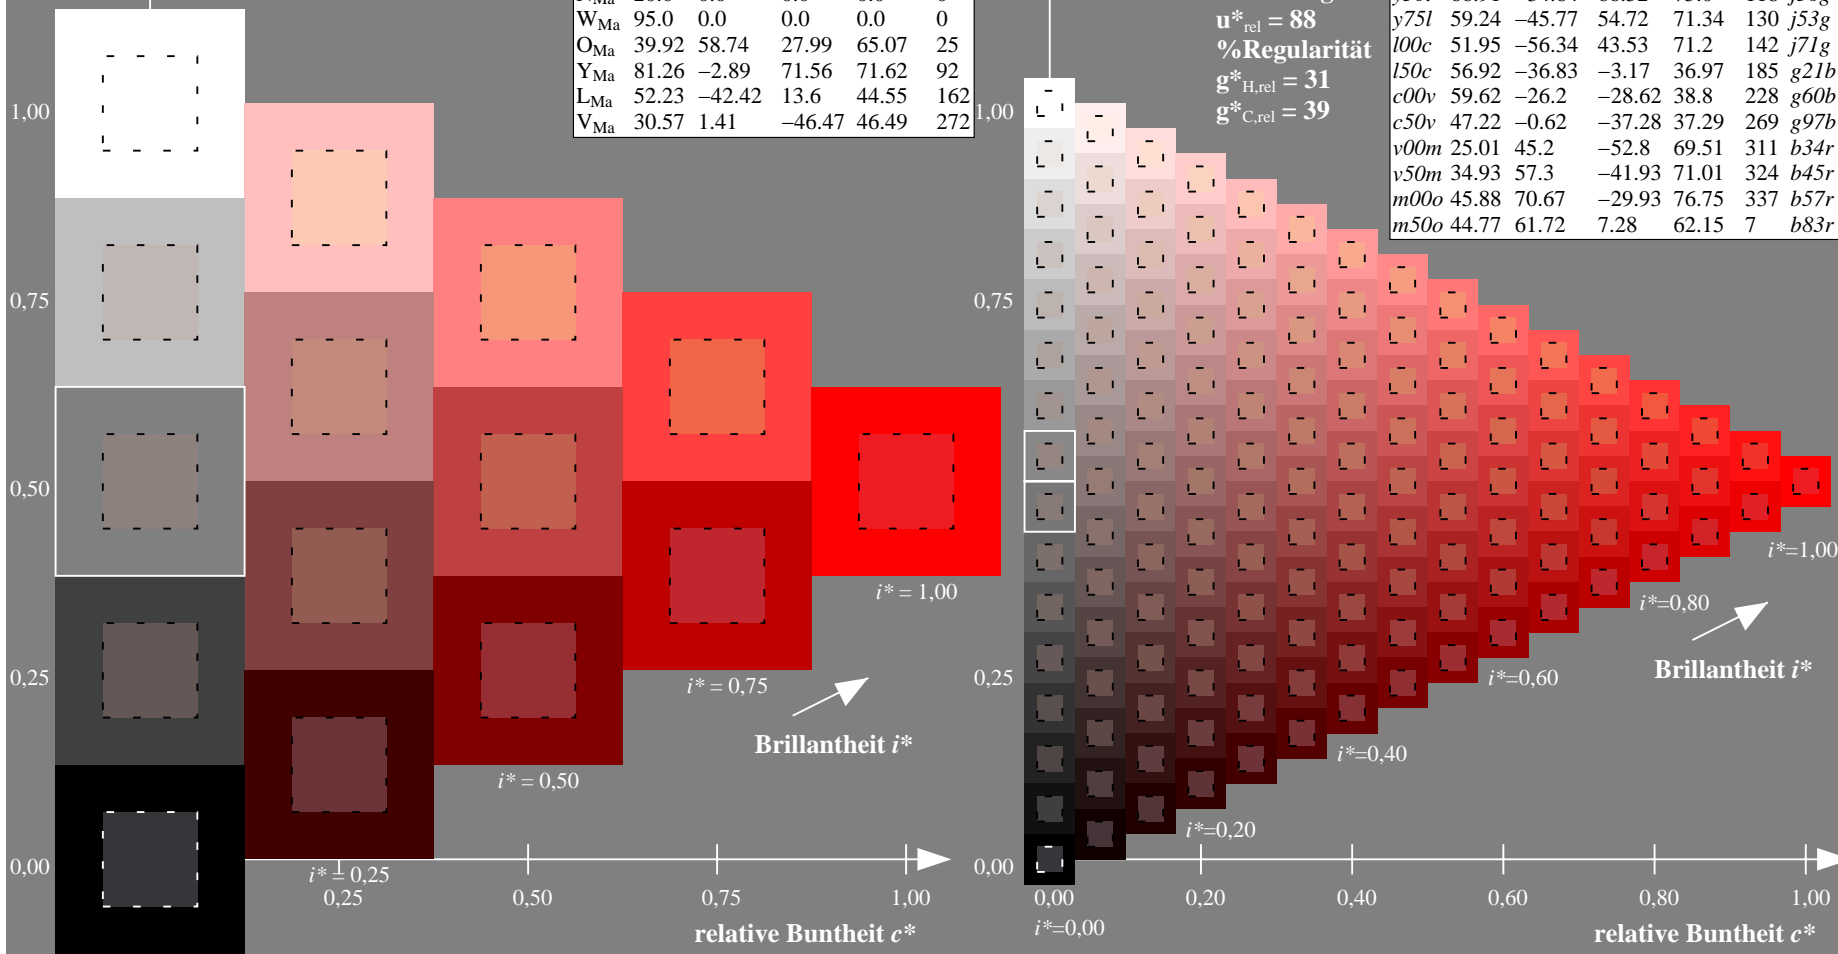 W_Ma 95.0 0.0 0.0 0.0 0
O_Ma 39.92 58.74 27.99 65.07 25
Y_Ma 81.26 −2.89 71.56 71.62 92
L_Ma 52.23 −42.42 13.6 44.55 162
V_Ma 30.57 1.41 −46.47 46.49 272
u*rel = 88
%Regularität
g*H,rel = 31
g*C,rel = 39
y75l 59.24 −45.77 54.72 71.34 130 j53g
l00c 51.95 −56.34 43.53 71.2 142 j71g
l50c 56.92 −36.83 −3.17 36.97 185 g21b
c00v 59.62 −26.2 −28.62 38.8 228 g60b
c50v 47.22 −0.62 −37.28 37.29 269 g97b
v00m 25.01 45.2 −52.8 69.51 311 b34r
v50m 34.93 57.3 −41.93 71.01 324 b45r
m00o 45.88 70.67 −29.93 76.75 337 b57r
m50o 44.77 61.72 7.28 62.15 7 b83r
1,00
0,75
0,50
0,25
0,00
i* = 1,00
i* = 0,75
Brillantheit i*
i* = 0,50
i* = 0,25
0,25 0,50 0,75 1,00
relative Buntheit c*
1,00
0,75
0,25
0,00
i*=1,00
i*=0,80
Brillantheit i*
i*=0,60
i*=0,40
i*=0,20
0,00 0,20 0,40 0,60 0,80 1,00
i*=0,00
relative Buntheit c*